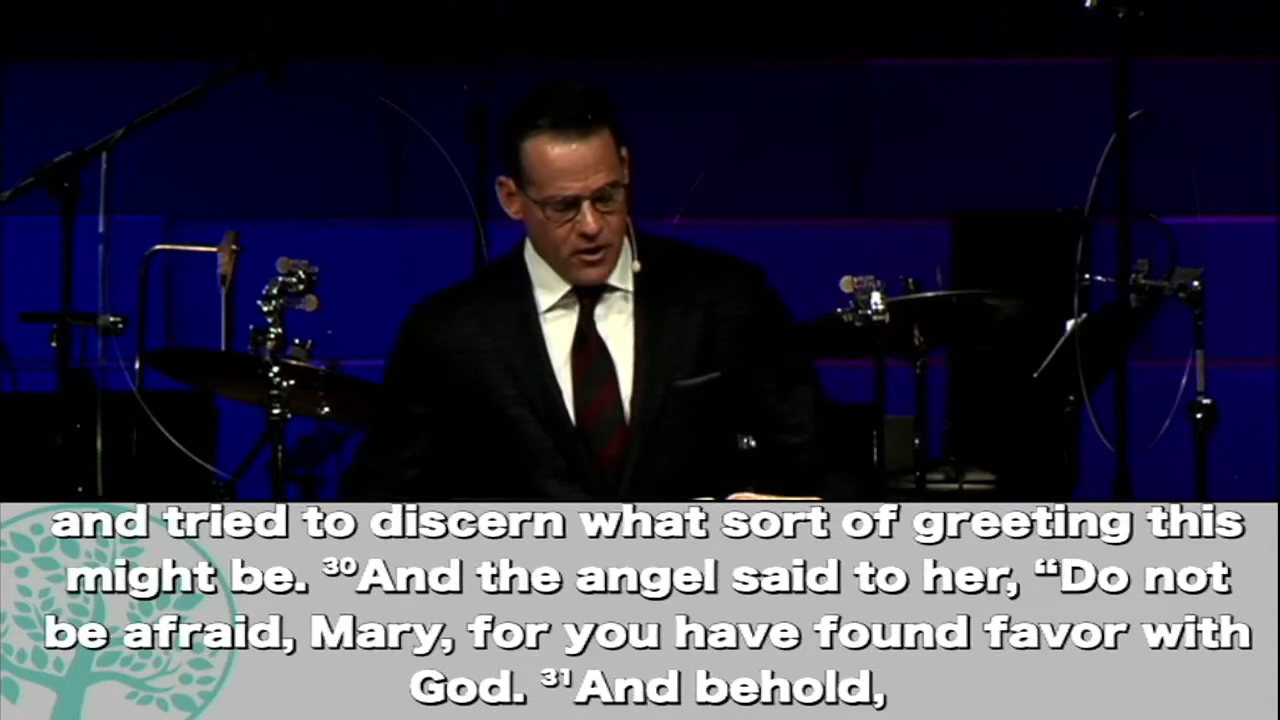 and tried to discern what sort of greeting this
might be. ³⁰And the angel said to her, “Do not
be afraid, Mary, for you have found favor with
God. ³¹And behold,